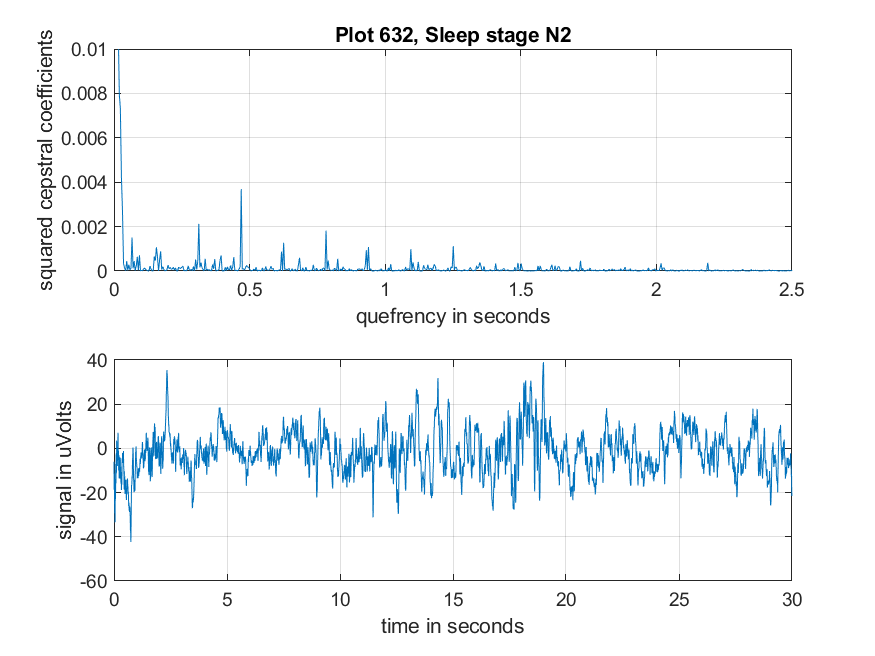 Plot 632, Sleep stage N2
squared cepstral coefficients
0.01
0.008
0.006
0.004
0.002
0
0 0.5 1 1.5 2 2.5
quefrency in seconds
signal in uVolts
40
20
0
-20
-40
-60
0 5 10 15 20 25 30
time in seconds